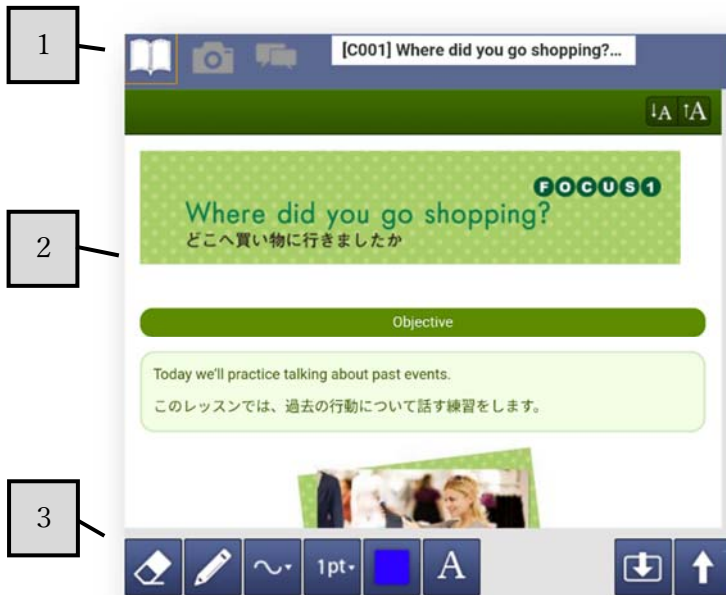 1
[C001] Where did you go shopping?...
↓A ↑A
FOCUS1
Where did you go shopping?
どこへ買い物に行きましたか
2
Objective
Today we'll practice talking about past events.
このレッスンでは、過去の行動について話す練習をします。
3
1pt
A